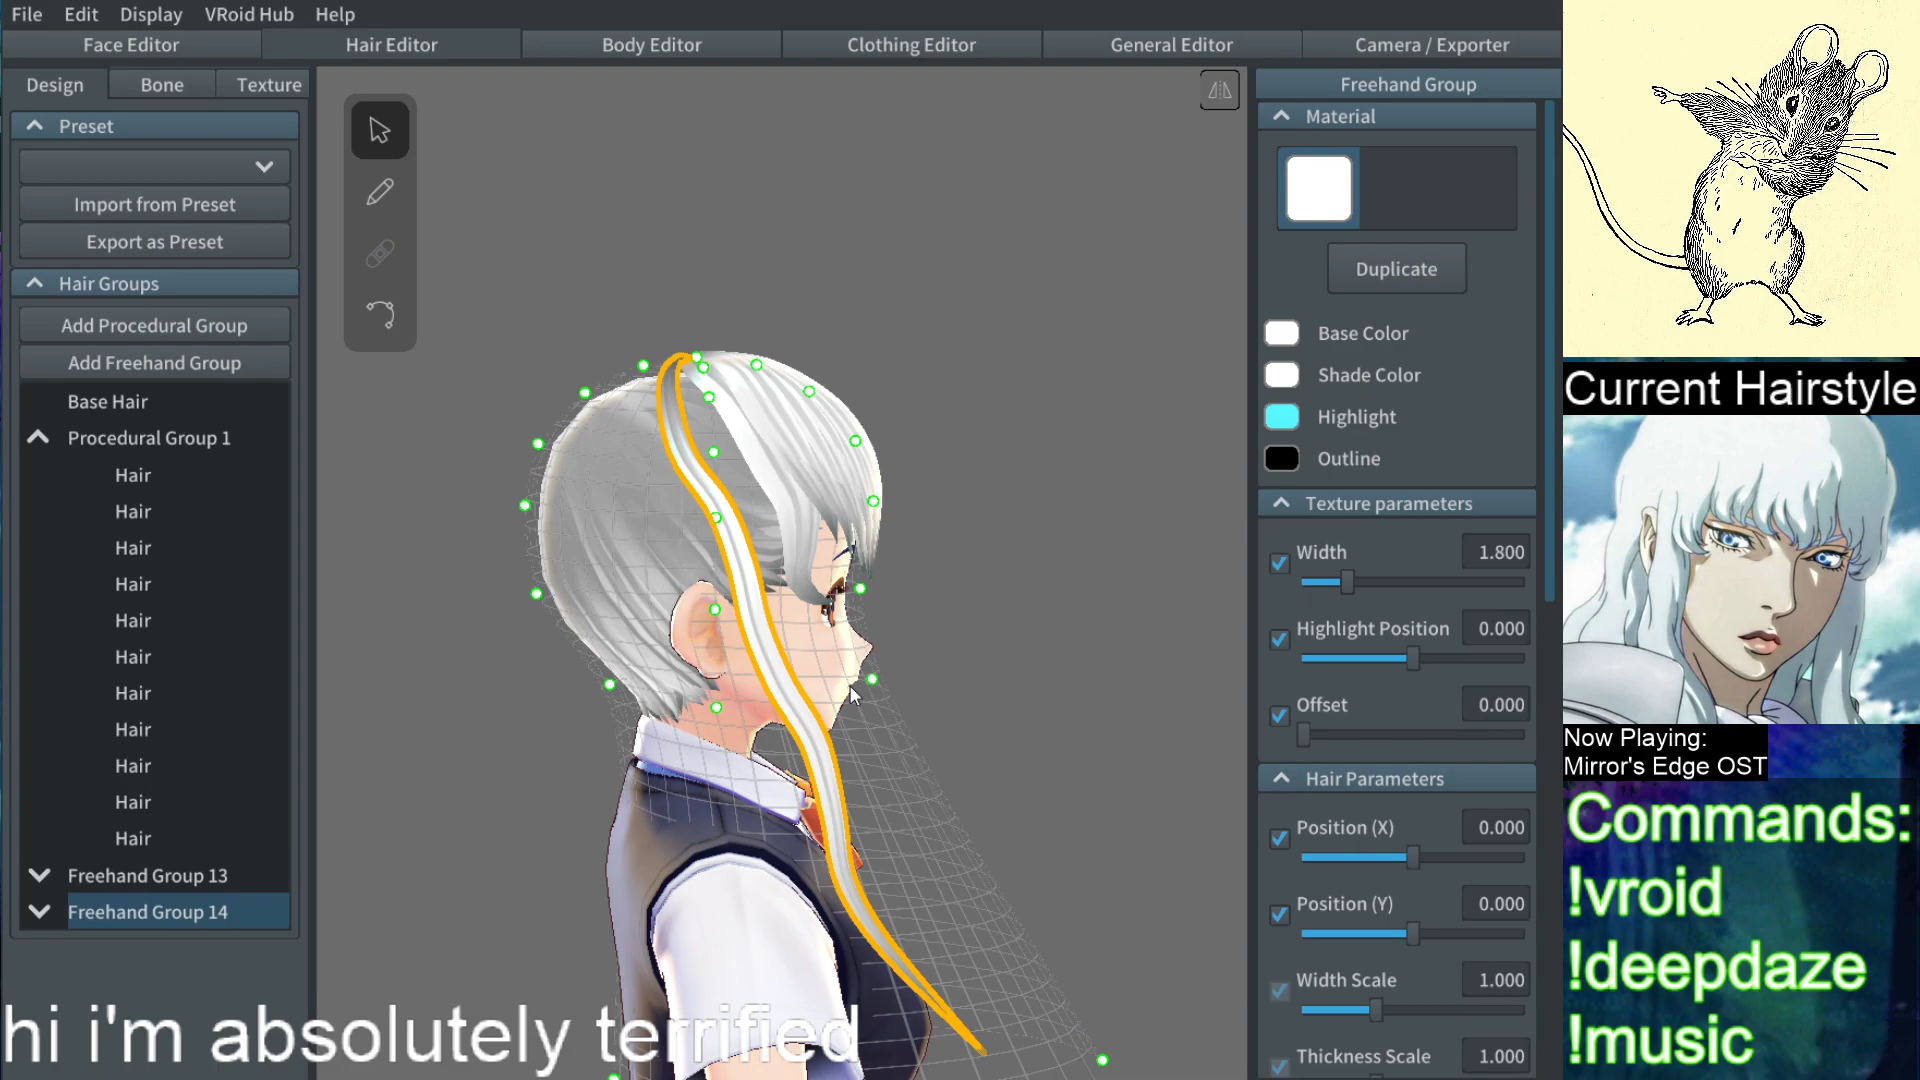 File Edit Display VRoid Hub Help
Face Editor Hair Editor Body Editor Clothing Editor General Editor Camera / Exporter
Design Bone Texture
Preset
Import from Preset
Export as Preset
Hair Groups
Add Procedural Group
Add Freehand Group
Base Hair
Procedural Group 1
Hair
Hair
Hair
Hair
Hair
Hair
Hair
Hair
Hair
Hair
Hair
Freehand Group 13
Freehand Group 14
hi i'm absolutely terrified
Freehand Group
Material
Duplicate
Base Color
Shade Color
Highlight
Outline
Texture parameters
Width 1.800
Highlight Position 0.000
Offset 0.000
Hair Parameters
Position (X) 0.000
Position (Y) 0.000
Width Scale 1.000
Thickness Scale 1.000
Current Hairstyle
Now Playing:
Mirror's Edge OST
Commands:
!vroid
!deepdaze
!music